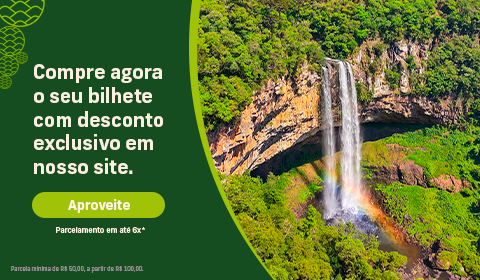 Compre agora
o seu bilhete
com desconto
exclusivo em
nosso site.
Aproveite
Parcelamento em até 6x*
Parcela mínima de R$ 50,00, a partir de R$ 100,00.